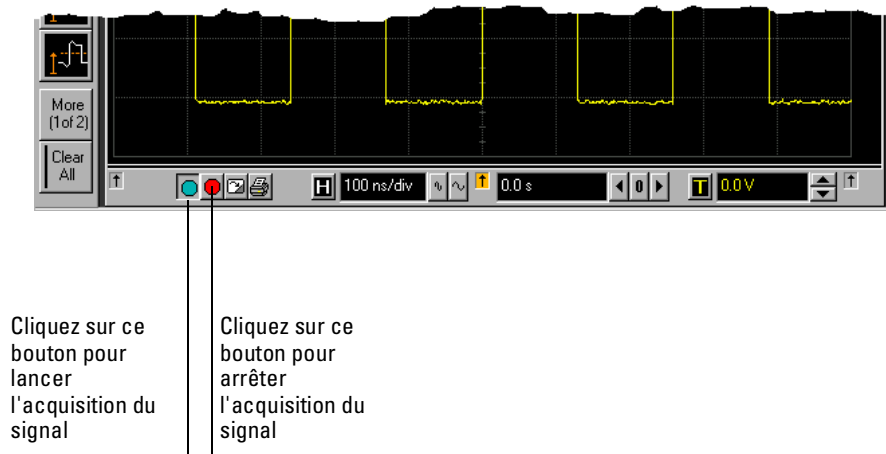 More
(1of 2)
Clear
All
H
100 ns/div
0.0 s
0
T
0.0 V
Cliquez sur ce
bouton pour
lancer
l'acquisition du
signal
Cliquez sur ce
bouton pour
arrêter
l'acquisition du
signal